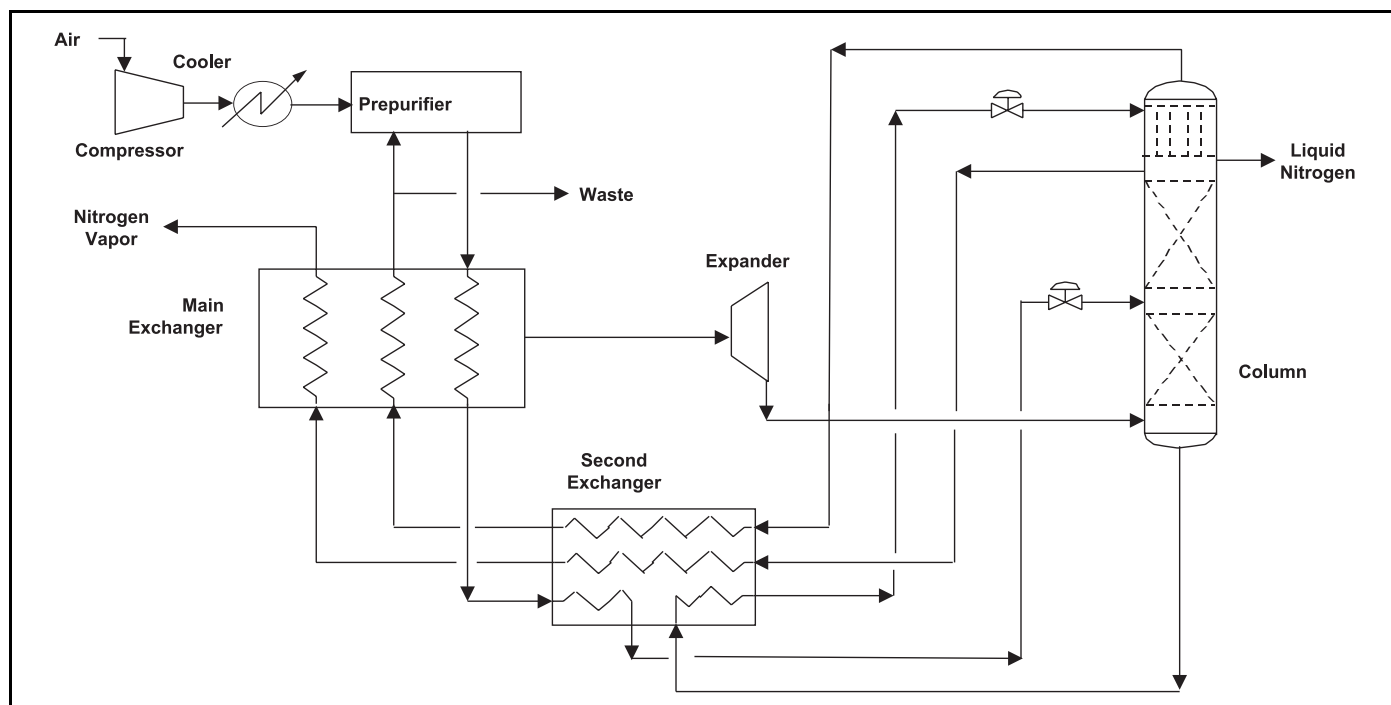 Air
Cooler
Prepurifier
Compressor
Liquid
Nitrogen
Waste
Nitrogen
Vapor
Expander
Main
Exchanger
Column
Second
Exchanger